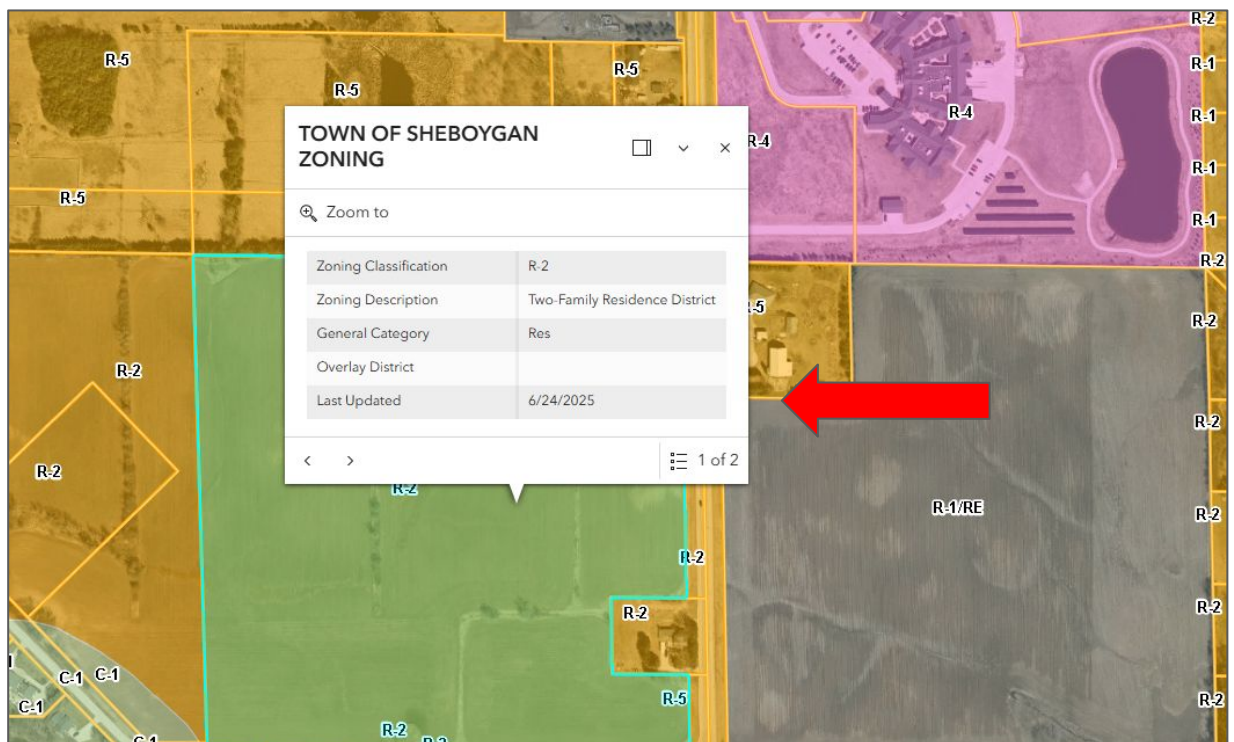 R-2
R-5
R-5
R-1
R-5
R-4
R-1
TOWN OF SHEBOYGAN
ZONING
R-4
R-1
R-5
Zoom to
R-1
R-2
Zoning Classification R-2
Zoning Description Two-Family Residence District
-5
R-2
General Category Res
Overlay District
R-2
Last Updated 6/24/2025
R-2
1 of 2
R-2
R-2
R-1/RE
R-2
R-2
R-2
R-2
C-1 C-1
R-5
R-2
C-1
R-2